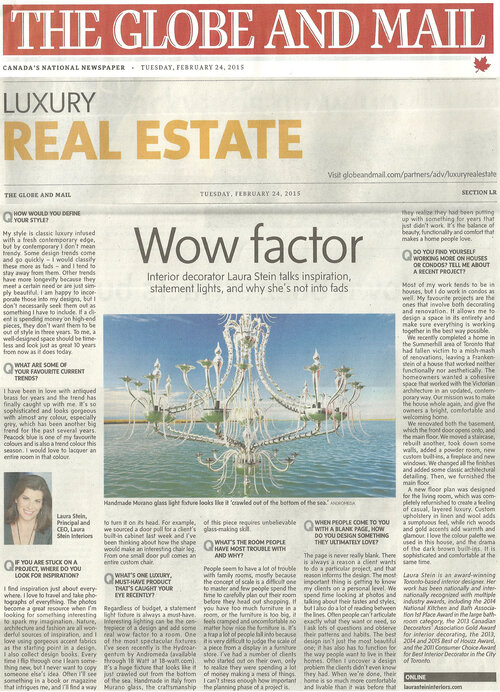 THE GLOBE AND MAIL
CANADA'S NATIONAL NEWSPAPER • TUESDAY, FEBRUARY 24, 2015
LUXURY
REAL ESTATE
Visit globeandmail.com/partners/adv/luxuryrealestate
THE GLOBE AND MAIL
TUESDAY, FEBRUARY 24, 2015
SECTION LR
Wow factor
Interior decorator Laura Stein talks inspiration,
statement lights, and why she's not into fads
Q HOW WOULD YOU DEFINE
YOUR STYLE?
My style is classic luxury infused
with a fresh contemporary edge,
but by contemporary I don't mean
trendy. Some design trends come
and go quickly – I would classify
these more as fads – and I tend to
stay away from them. Other trends
have more longevity because they
meet a certain need or are just sim-
ply beautiful. I am happy to incor-
porate those into my designs, but I
don't necessarily seek them out as
something I have to include. If a cli-
ent is spending money on high-end
pieces, they don't want them to be
out of style in three years. To me, a
well-designed space should be time-
less and look just as great 10 years
from now as it does today.
Q WHAT ARE SOME OF
YOUR FAVOURITE CURRENT
TRENDS?
I have been in love with antiqued
brass for years and the trend has
finally caught up with me. It's so
sophisticated and looks gorgeous
with almost any colour, especially
grey, which has been another big
trend for the past several years.
Peacock blue is one of my favourite
colours and is also a trend colour this
season. I would love to lacquer an
entire room in that colour.
Laura Stein,
Principal and
CEO, Laura
Stein Interiors
Q IF YOU ARE STUCK ON A
PROJECT, WHERE DO YOU
LOOK FOR INSPIRATION?
I find inspiration just about every-
where. I love to travel and take pho-
tographs of everything. The photos
become a great resource when I'm
looking for something interesting
to spark my imagination. Nature,
architecture and fashion are all won-
derful sources of inspiration, and I
love using gorgeous accent fabrics
as the starting point in a design.
I also collect design books. Every
time I flip through one I learn some-
thing new, but I never want to copy
someone else's idea. Often I'll see
something in a book or magazine
that intrigues me, and I'll find a way
Handmade Morano glass light fixture looks like it 'crawled out of the bottom of the sea.' ANDROMEDA
to turn it on its head. For example,
we sourced a door pull for a client's
built-in cabinet last week and I've
been thinking about how the shape
would make an interesting chair leg.
From one small door pull comes an
entire custom chair.
Q WHAT'S ONE LUXURY,
MUST-HAVE PRODUCT
THAT'S CAUGHT YOUR
EYE RECENTLY?
Regardless of budget, a statement
light fixture is always a must-have.
Interesting lighting can be the cen-
trepiece of a design and add some
real wow factor to a room. One
of the most spectacular fixtures
I've seen recently is the Hydroar-
Ambientum by Andromeda (available
through 18 Watt at 18-watt.com).
It's a huge fixture that looks like it
just crawled out from the bottom
of the sea. Handmade in Italy from
Morano glass, the craftsmanship
of this piece requires unbelievable
glass-making skill.
Q WHAT'S THE ROOM PEOPLE
HAVE MOST TROUBLE WITH
AND WHY?
People seem to have a lot of trouble
with family rooms, mostly because
the concept of scale is a difficult one
to master and few people spend the
time to carefully plan out their room
before they head out shopping. If
you have too much furniture in a
room, or the furniture is too big, it
feels cramped and uncomfortable no
matter how nice the furniture is. It's
a trap a lot of people fall into because
it is very difficult to judge the scale of
a piece from a display in a furniture
store. I've had a number of clients
who started out on their own, only
to realize they were spending a lot
of money making a mess of things.
I can't stress enough how important
the planning phase of a project is.
Q WHEN PEOPLE COME TO YOU
WITH A BLANK PAGE, HOW
DO YOU DESIGN SOMETHING
THEY ULTIMATELY LOVE?
The page is never really blank. There
is always a reason a client wants
to do a particular project, and that
reason informs the design. The most
important thing is getting to know
my clients on a personal level. We
spend time looking at photos and
talking about their tastes and styles,
but I also do a lot of reading between
the lines. Often people can't articulate
exactly what they want or need, so
I ask lots of questions and observe
their patterns and habits. The best
design isn't just the most beautiful
one; it has also has to function for
the way people want to live in their
homes. Often I uncover a design
problem the clients didn't even know
they had. When we're done, their
home is so much more comfortable
and livable than it was before that
they realize they had been putting
up with something for years that
just didn't work. It's the balance of
beauty, functionality and comfort that
makes a home people love.
Q DO YOU FIND YOURSELF
WORKING MORE ON HOUSES
OR CONDOS? TELL ME ABOUT
A RECENT PROJECT?
Most of my work tends to be in
houses, but I do work in condos as
well. My favourite projects are the
ones that involve both decorating
and renovation. It allows me to
design a space in its entirety and
make sure everything is working
together in the best way possible.
We recently completed a home in
the Summerhill area of Toronto that
had fallen victim to a mish-mash
of renovations, leaving a Franken-
stein of a house that worked neither
functionally nor aesthetically. The
homeowners wanted a cohesive
space that worked with the Victorian
architecture in an updated, contem-
porary way. Our mission was to make
the house whole again, and give the
owners a bright, comfortable and
welcoming home.
We renovated both the basement,
which the front door opens onto, and
the main floor. We moved a staircase,
rebuilt another, took down some
walls, added a powder room, new
custom built-ins, a fireplace and new
windows. We changed all the finishes
and added some classic architectural
detailing. Then, we furnished the
main floor.
A new floor plan was designed
for the living room, which was com-
pletely refurnished to create a feeling
of casual, layered luxury. Custom
upholstery in linen and wool adds
a sumptuous feel, while rich wood
and gold accents add warmth and
glamour. I love the colour palette we
used in this house, and the drama
of the dark brown built-ins. It is
sophisticated and comfortable at the
same time.
Laura Stein is an award-winning
Toronto-based interior designer. Her
work has been nationally and inter-
nationally recognized with multiple
industry awards, including the 2014
National Kitchen and Bath Associa-
tion 1st Place Award in the large bath-
room category, the 2013 Canadian
Decorators' Association Gold Award
for interior decorating, the 2013,
2014 and 2015 Best of Houzz Award,
and the 2011 Consumer Choice Award
for Best Interior Decorator in the City
of Toronto.
ONLINE
laurasteininteriors.com